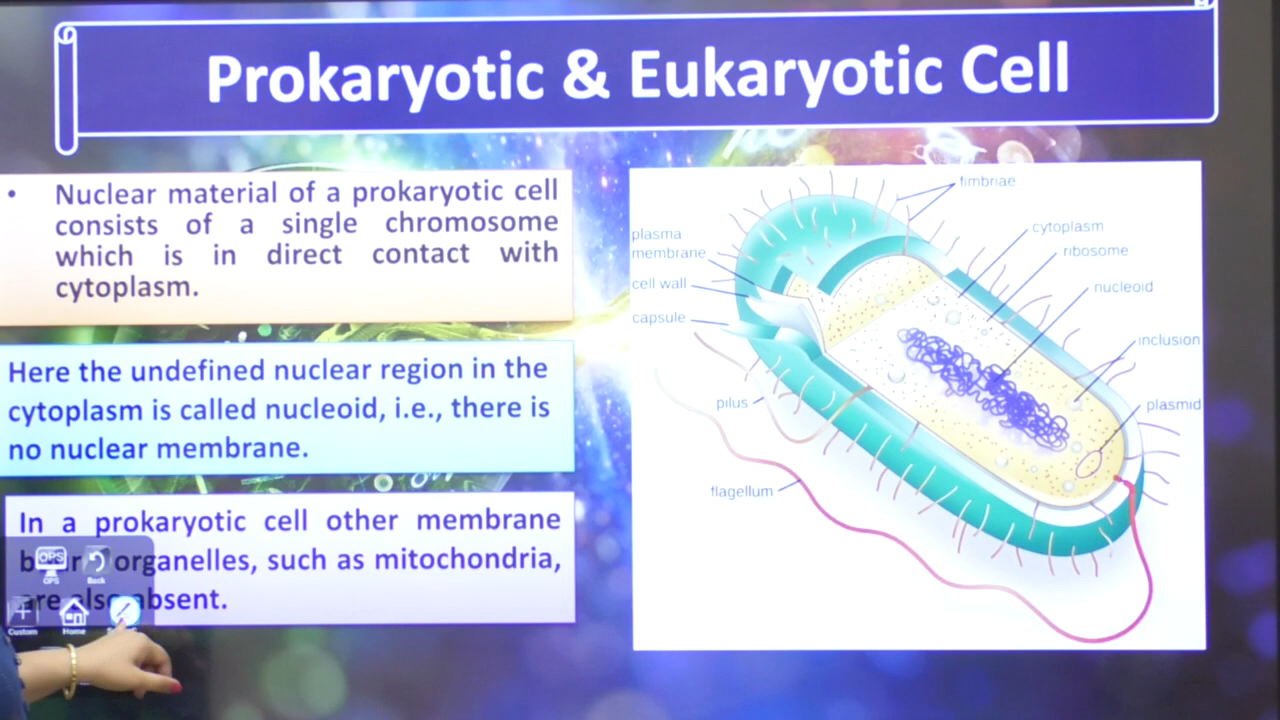 Prokaryotic & Eukaryotic Cell
• Nuclear material of a prokaryotic cell
consists of a single chromosome
which is in direct contact with
cytoplasm.
Here the undefined nuclear region in the
cytoplasm is called nucleoid, i.e., there is
no nuclear membrane.
In a prokaryotic cell other membrane
organelles, such as mitochondria,
are also absent.
OPS
OPS
Back
Custom
Home
fimbriae
cytoplasm
ribosome
nucleoid
inclusion
plasmid
plasma
membrane
cell wall
capsule
pilus
flagellum